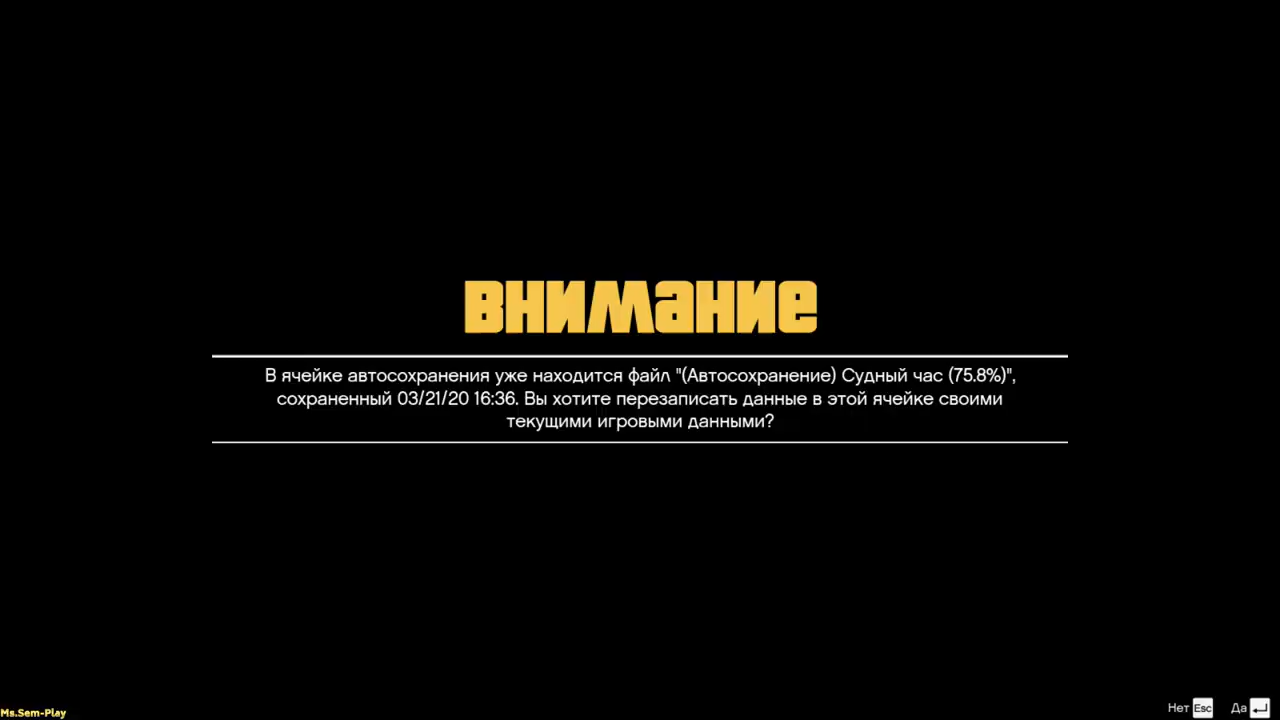 внимание
В ячейке автосохранения уже находится файл "(Автосохранение) Судный час (75.8%)",
сохраненный 03/21/20 16:36. Вы хотите перезаписать данные в этой ячейке своими
текущими игровыми данными?
Ms.Sem-Play
Нет Esc Да